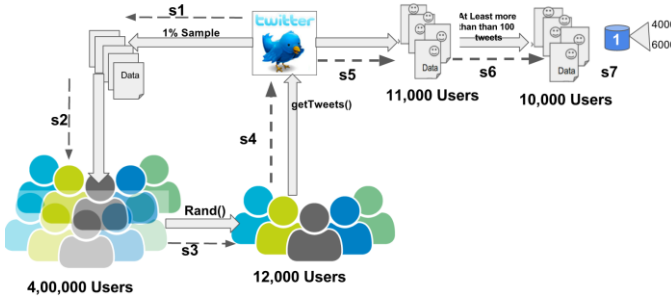 s1
twitter
1% Sample
At Least more
than than 100
tweets
4000
6000
1
Data
s5
Data
s6
Data
s7
11,000 Users
10,000 Users
s2
s4
getTweets()
Rand()
s3
4,00,000 Users
12,000 Users